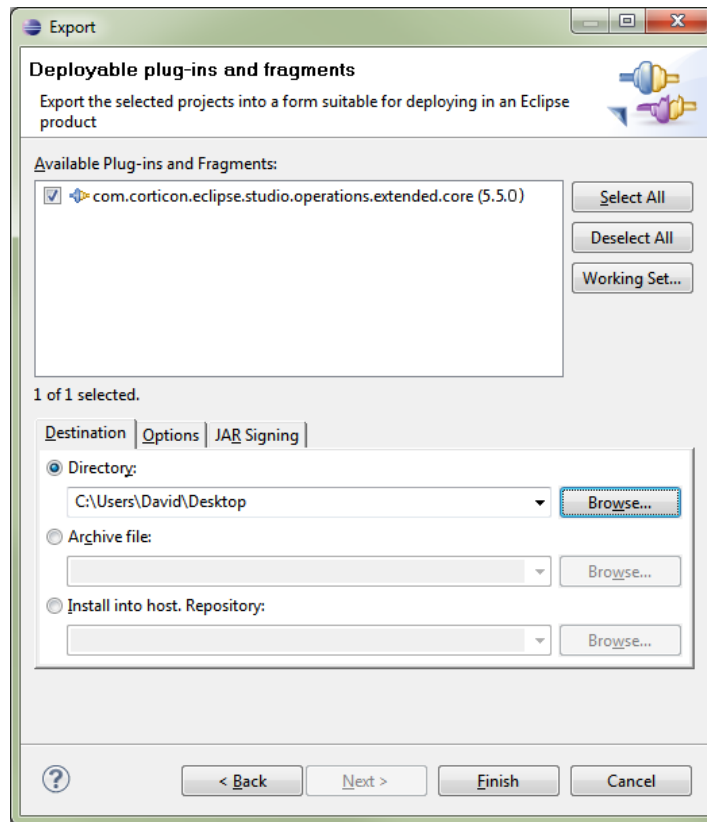 Export
Deployable plug-ins and fragments
Export the selected projects into a form suitable for deploying in an Eclipse
product
Available Plug-ins and Fragments:
com.corticon.eclipse.studio.operations.extended.core (5.5.0)
Select All
Deselect All
Working Set...
1 of 1 selected.
Destination Options JAR Signing
Directory:
C:\Users\David\Desktop Browse...
Archive file:
Browse...
Install into host. Repository:
Browse...
? < Back Next > Finish Cancel